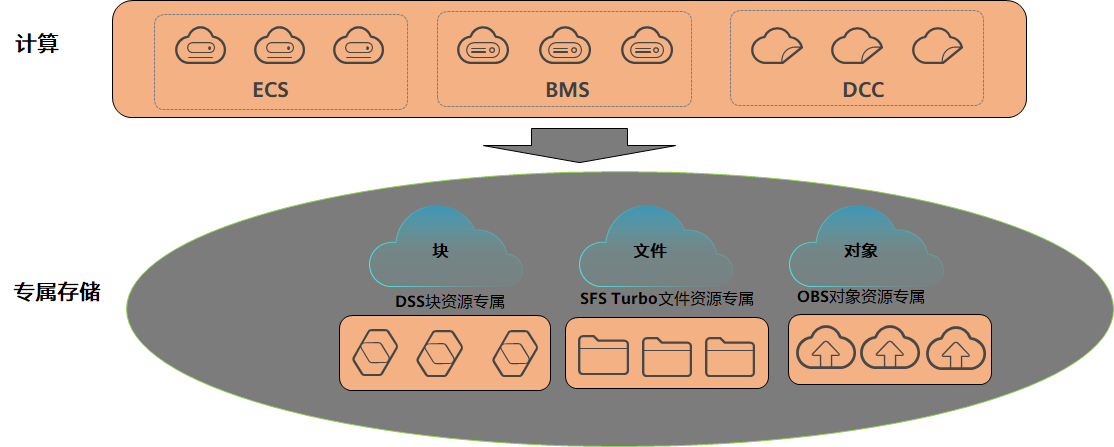 计算
ECS
BMS
DCC
专属存储
块
文件
对象
DSS块资源专属
SFS Turbo文件资源专属
OBS对象资源专属